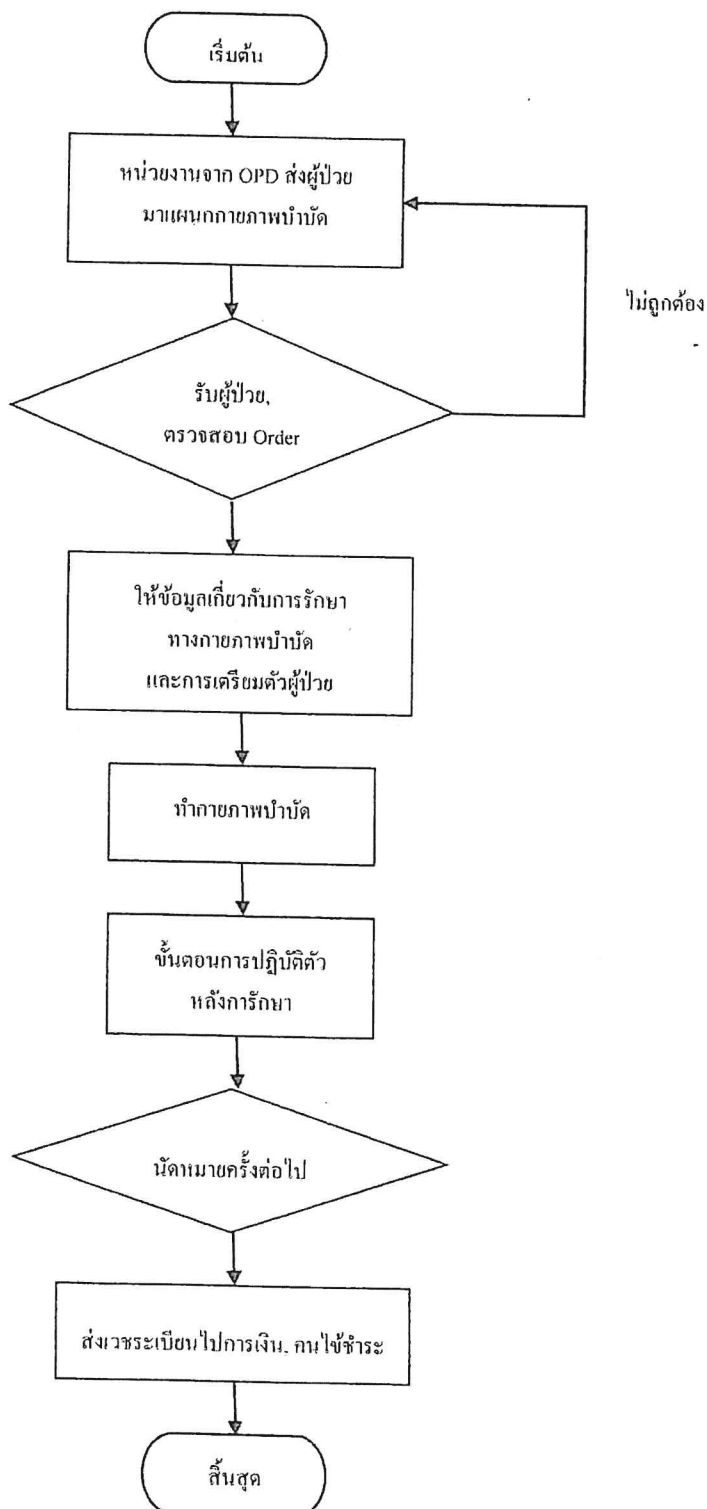 เริ่มต้น
หน่วยงานจาก OPD ส่งผู้ป่วย
มาแผนกกายภาพบำบัด
ไม่ถูกต้อง
รับผู้ป่วย,
ตรวจสอบ Order
ให้ข้อมูลเกี่ยวกับการรักษา
ทางกายภาพบำบัด
และการเตรียมตัวผู้ป่วย
ทำกายภาพบำบัด
ขั้นตอนการปฏิบัติตัว
หลังการักษา
นัดหมายครั้งต่อไป
ส่งเวชระเบียนไปการเงิน, คนไข้ชำระ
สิ้นสุด